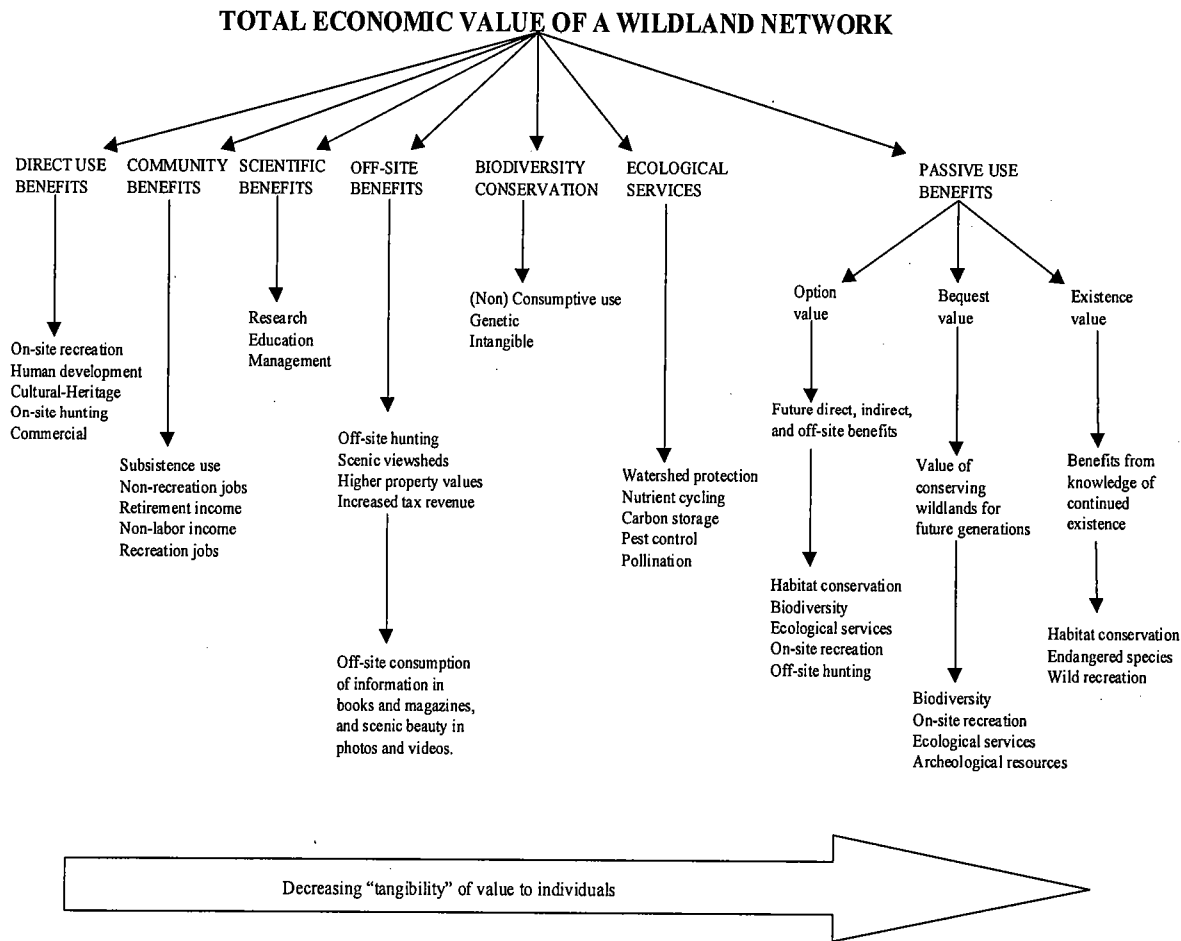 TOTAL ECONOMIC VALUE OF A WILDLAND NETWORK
DIRECT USE
BENEFITS
COMMUNITY
BENEFITS
SCIENTIFIC
BENEFITS
OFF-SITE
BENEFITS
BIODIVERSITY
CONSERVATION
ECOLOGICAL
SERVICES
PASSIVE USE
BENEFITS
On-site recreation
Human development
Cultural-Heritage
On-site hunting
Commercial
Subsistence use
Non-recreation jobs
Retirement income
Non-labor income
Recreation jobs
Research
Education
Management
Off-site hunting
Scenic viewsheds
Higher property values
Increased tax revenue
Off-site consumption
of information in
books and magazines,
and scenic beauty in
photos and videos.
(Non) Consumptive use
Genetic
Intangible
Watershed protection
Nutrient cycling
Carbon storage
Pest control
Pollination
Option
value
Future direct, indirect,
and off-site benefits
Habitat conservation
Biodiversity
Ecological services
On-site recreation
Off-site hunting
Bequest
value
Value of
conserving
wildlands for
future generations
Biodiversity
On-site recreation
Ecological services
Archeological resources
Existence
value
Benefits from
knowledge of
continued
existence
Habitat conservation
Endangered species
Wild recreation
Decreasing “tangibility” of value to individuals